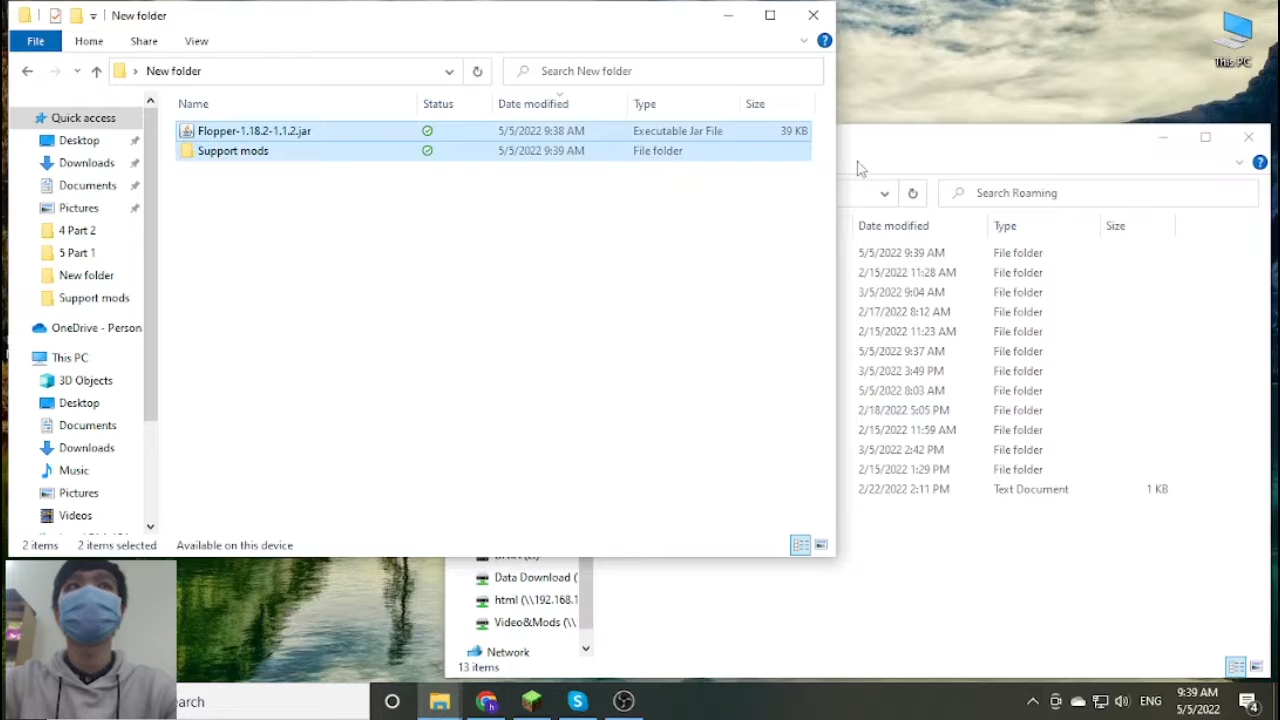 New folder
File Home Share View
New folder
Search New folder
Name Status Date modified Type Size
Flopper-1.18.2-1.1.2.jar 5/5/2022 9:38 AM Executable Jar File 39 KB
Support mods 5/5/2022 9:39 AM File folder
Quick access
Desktop
Downloads
Documents
Pictures
4 Part 2
5 Part 1
New folder
Support mods
OneDrive - Person
This PC
3D Objects
Desktop
Documents
Downloads
Music
Pictures
Videos
2 items 2 items selected Available on this device
This PC
Search Roaming
Date modified Type Size
5/5/2022 9:39 AM File folder
2/15/2022 11:28 AM File folder
3/5/2022 9:04 AM File folder
2/17/2022 8:12 AM File folder
2/15/2022 11:23 AM File folder
5/5/2022 9:37 AM File folder
3/5/2022 3:49 PM File folder
5/5/2022 8:03 AM File folder
2/18/2022 5:05 PM File folder
2/15/2022 11:59 AM File folder
3/5/2022 2:42 PM File folder
2/15/2022 1:29 PM File folder
2/22/2022 2:11 PM Text Document 1 KB
Data Download (
html (\\192.168.1
Video&Mods (\\
Network
13 items
earch
ENG
9:39 AM
5/5/2022
4